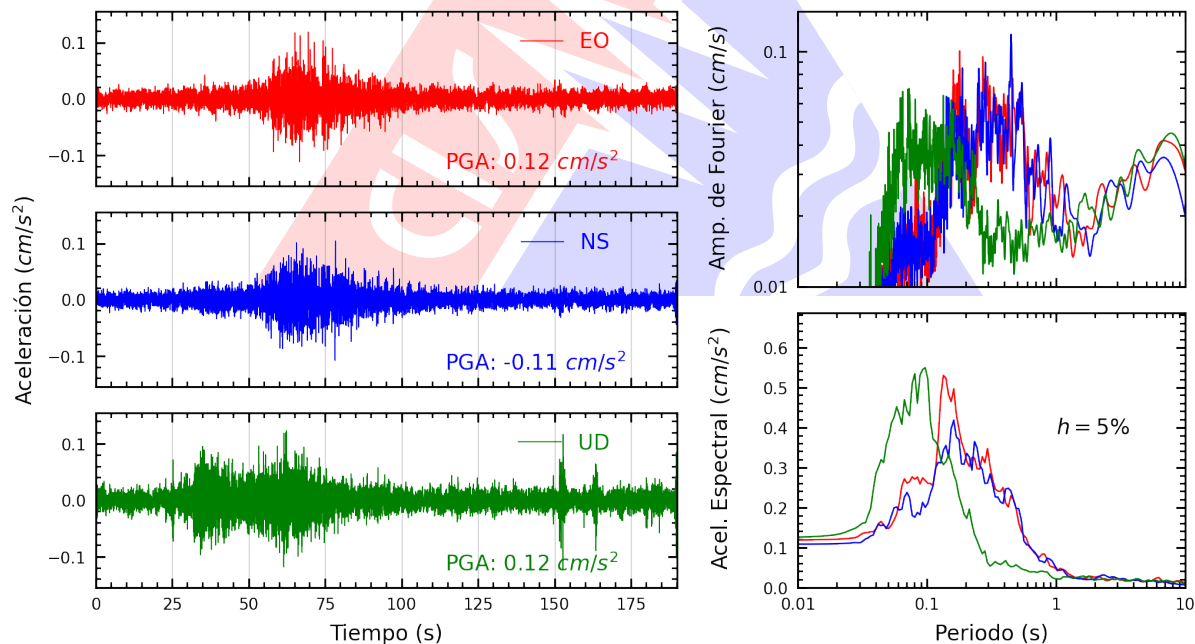 Aceleración (cm/s²)
0.1
0.0
−0.1
EO
PGA: 0.12 cm/s²
0.1
0.0
−0.1
NS
PGA: -0.11 cm/s²
0.1
0.0
−0.1
UD
PGA: 0.12 cm/s²
0 25 50 75 100 125 150 175
Tiempo (s)
Amp. de Fourier (cm/s)
0.1
0.01
Acel. Espectral (cm/s²)
0.6
0.5
0.4
0.3
0.2
0.1
0.0
h = 5%
0.01 0.1 1 10
Periodo (s)